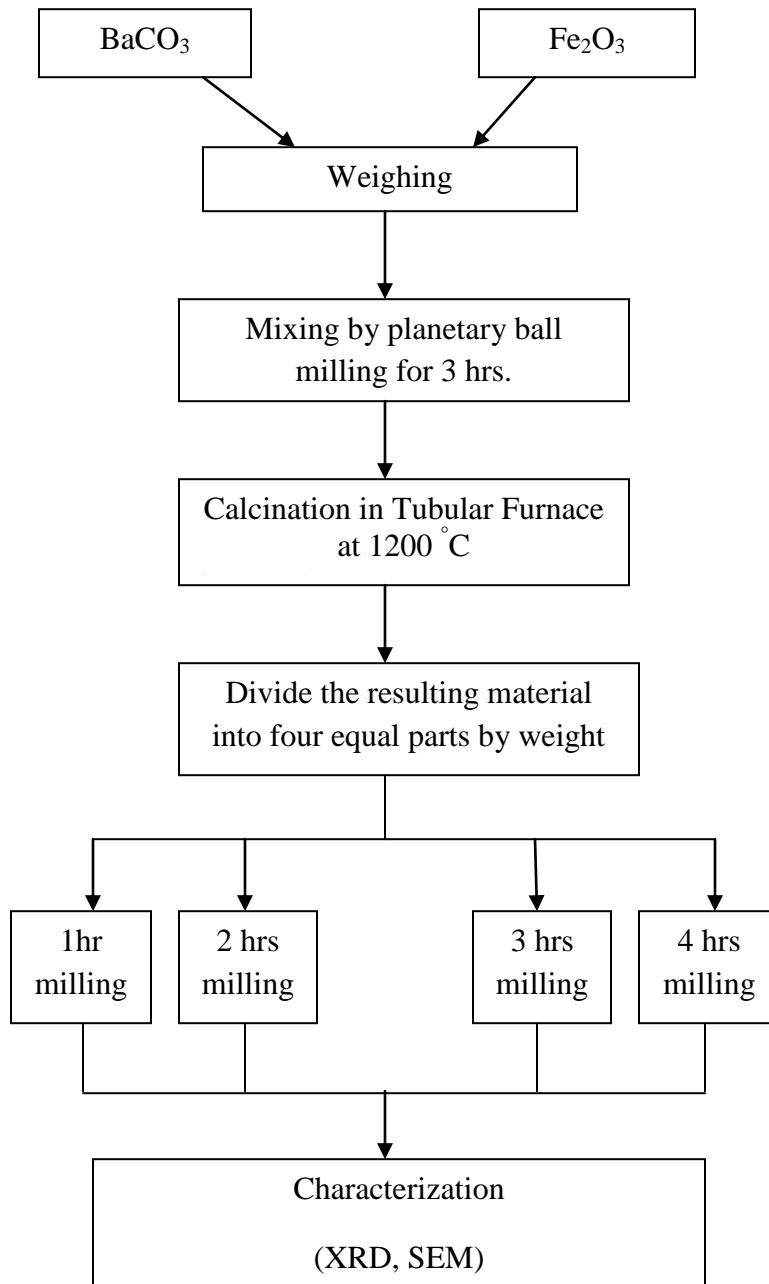 BaCO₃
Fe₂O₃
Weighing
Mixing by planetary ball
milling for 3 hrs.
Calcination in Tubular Furnace
at 1200 °C
Divide the resulting material
into four equal parts by weight
1hr
milling
2 hrs
milling
3 hrs
milling
4 hrs
milling
Characterization
(XRD, SEM)